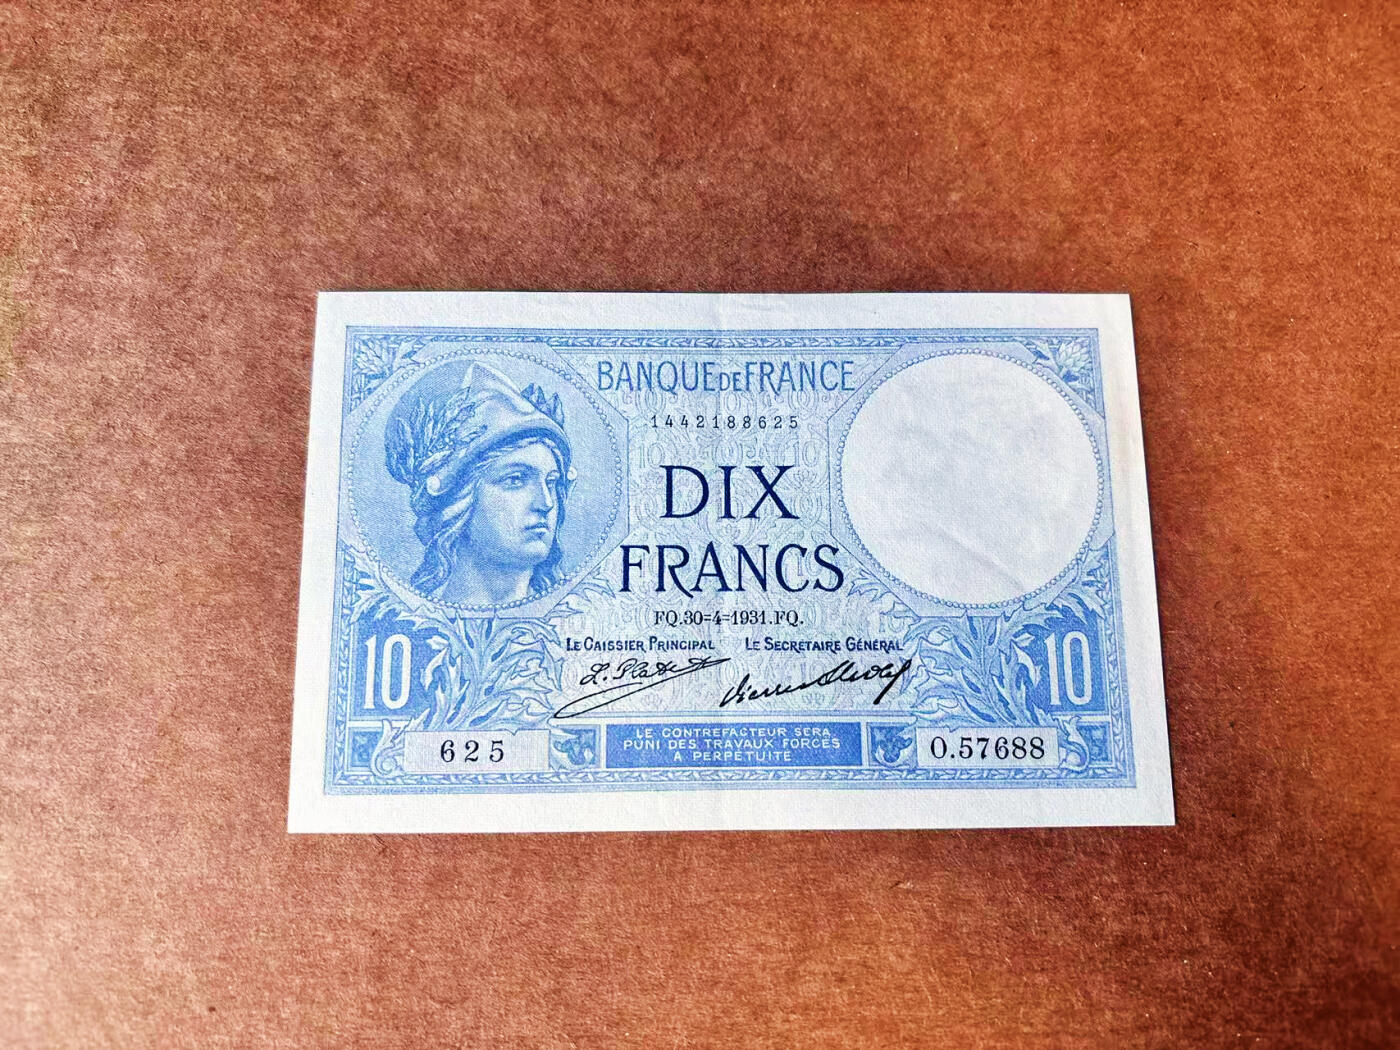 BANQUE DE FRANCE
1442188625
DIX
FRANCS
FQ.30=4=1931.FQ.
LE CAISSIER PRINCIPAL LE SECRÉTAIRE GÉNÉRAL
10 10
625
LE CONTREFACTEUR SERA
PUNI DES TRAVAUX FORCÉS
À PERPÉTUITÉ
O.57688